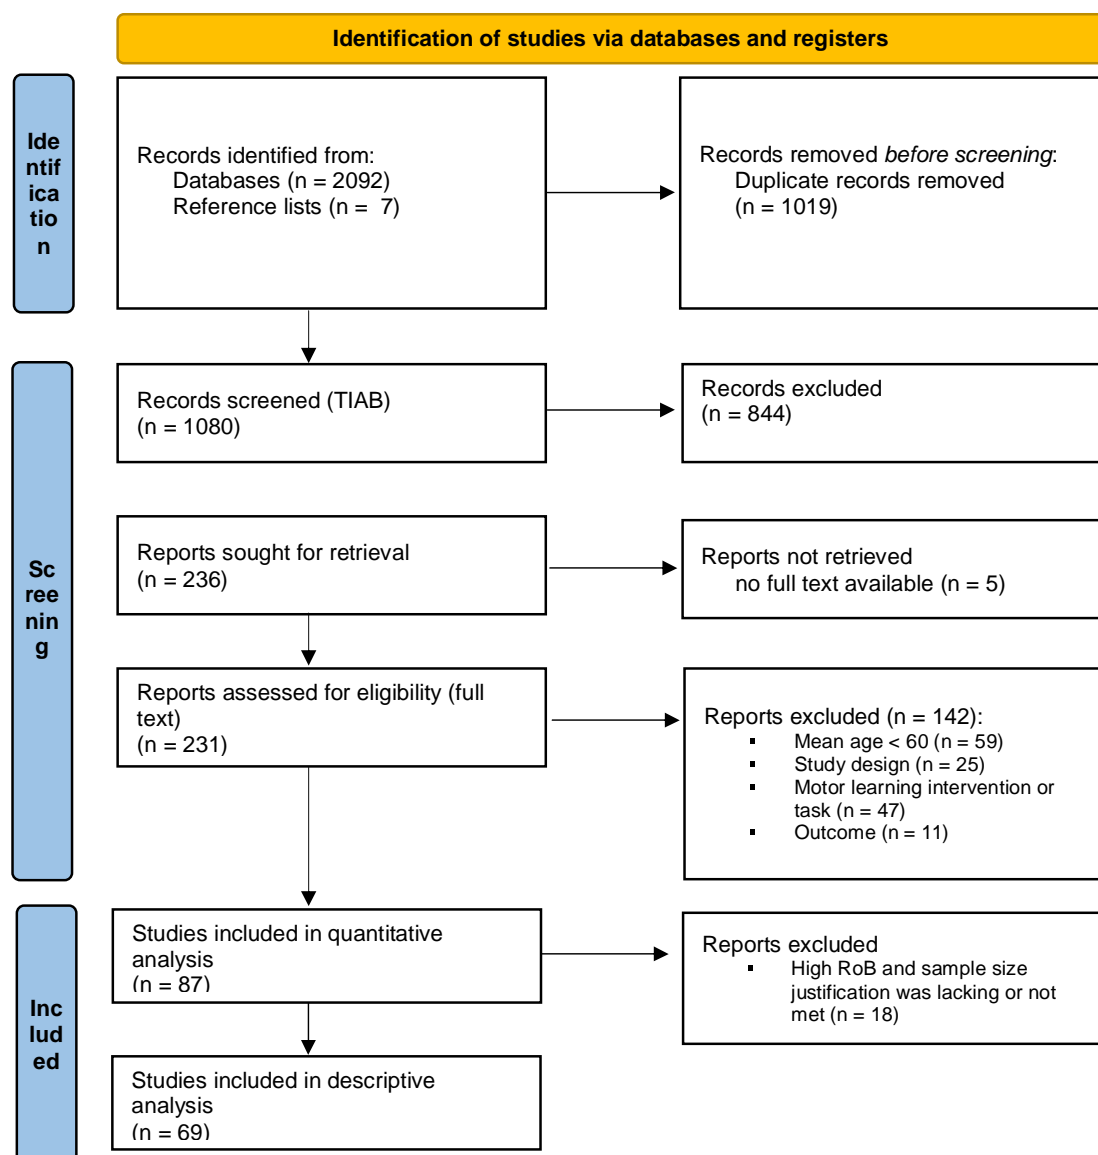 Identification of studies via databases and registers
Ide
ntif
ica
tio
n
Records identified from:
Databases (n = 2092)
Reference lists (n =  7)
Records removed before screening:
Duplicate records removed
(n = 1019)
Sc
ree
nin
g
Records screened (TIAB)
(n = 1080)
Records excluded
(n = 844)
Reports sought for retrieval
(n = 236)
Reports not retrieved
no full text available (n = 5)
Reports assessed for eligibility (full
text)
(n = 231)
Reports excluded (n = 142):
▪ Mean age < 60 (n = 59)
▪ Study design (n = 25)
▪ Motor learning intervention or
task (n = 47)
▪ Outcome (n = 11)
Inc
lud
ed
Studies included in quantitative
analysis
(n = 87)
Reports excluded
▪ High RoB and sample size
justification was lacking or not
met (n = 18)
Studies included in descriptive
analysis
(n = 69)